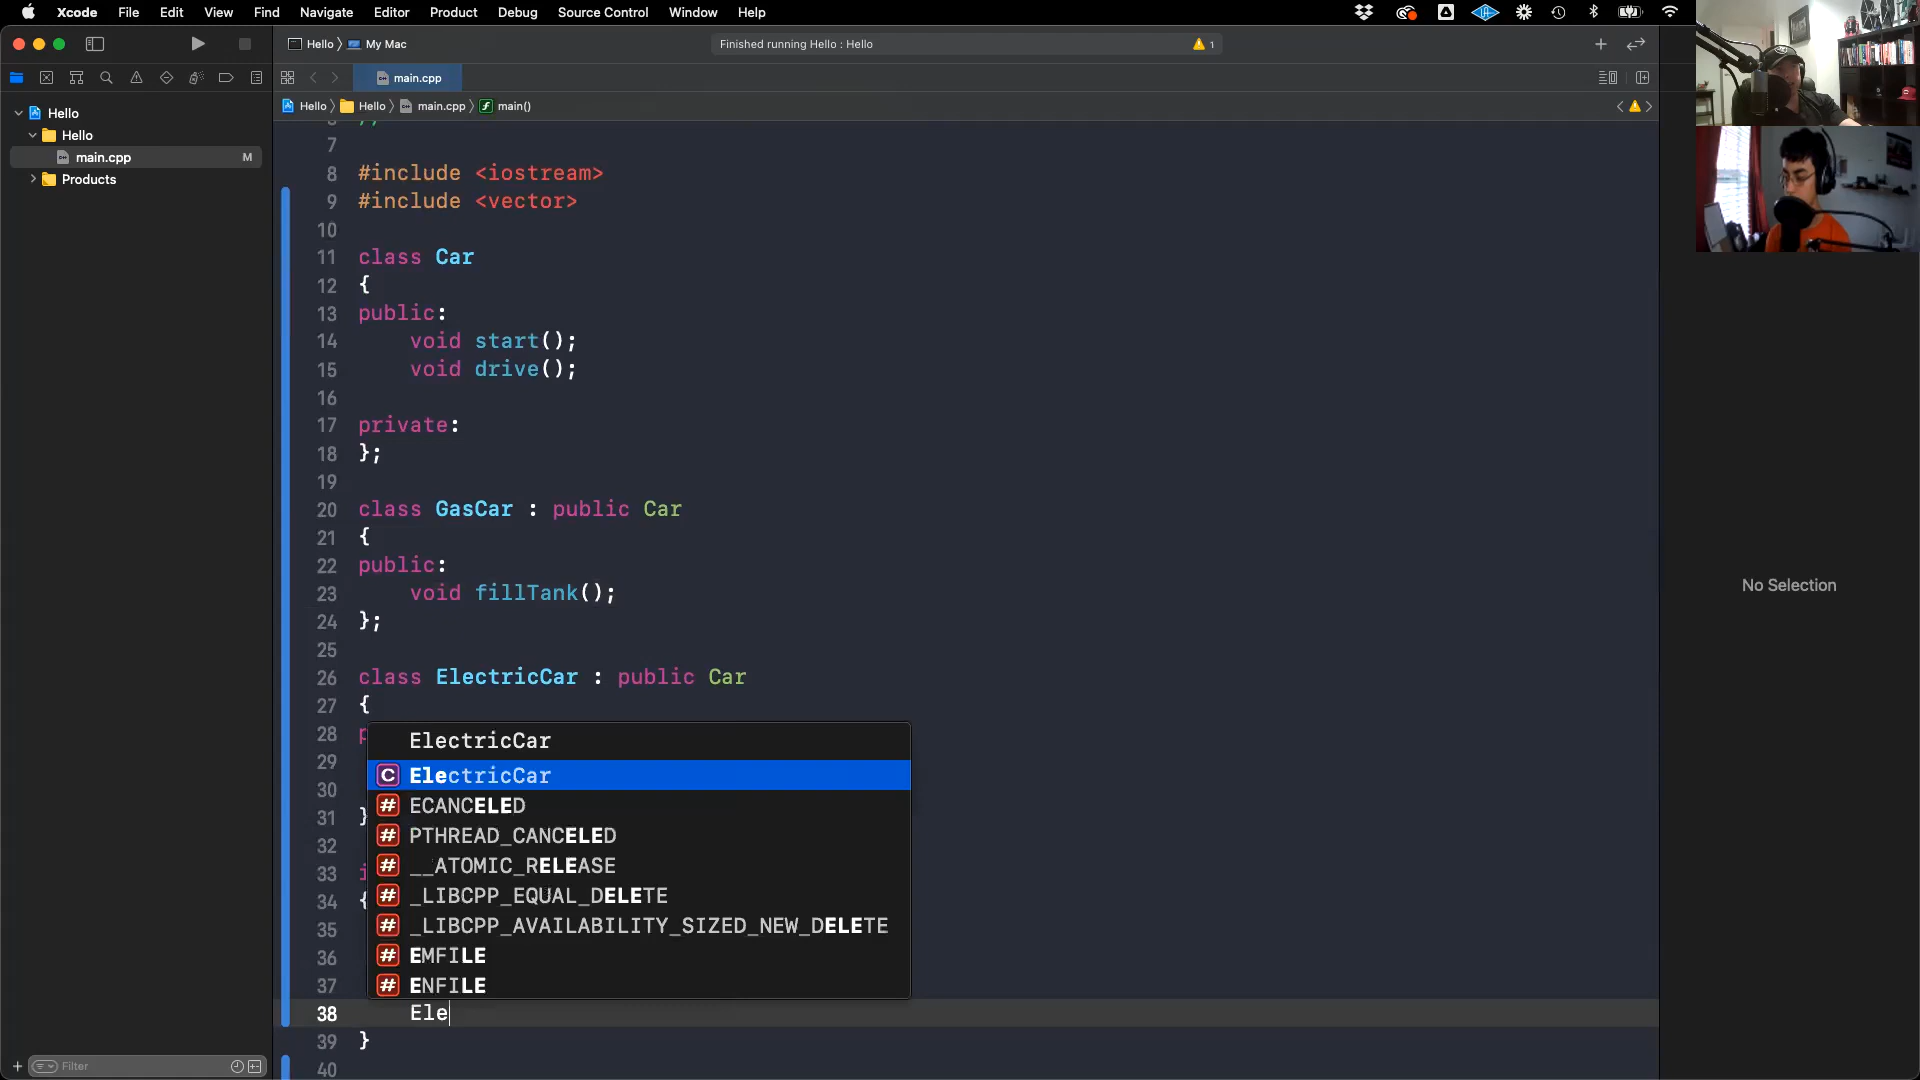 Xcode File Edit View Find Navigate Editor Product Debug Source Control Window Help
Hello 〉 My Mac
Finished running Hello : Hello
1
main.cpp
Hello 〉 Hello 〉 main.cpp 〉 main()
Hello
Hello
main.cpp M
Products
7
8 #include <iostream>
9 #include <vector>
10
11 class Car
12 {
13 public:
14 void start();
15 void drive();
16
17 private:
18 };
19
20 class GasCar : public Car
21 {
22 public:
23 void fillTank();
24 };
25
26 class ElectricCar : public Car
27 {
28 p
29
30
31 }
32
33 i
34 {
35
36
37
38 Ele
39 }
40
ElectricCar
C ElectricCar
# ECANCELED
# PTHREAD_CANCELED
# __ATOMIC_RELEASE
# _LIBCPP_EQUAL_DELETE
# _LIBCPP_AVAILABILITY_SIZED_NEW_DELETE
# EMFILE
# ENFILE
No Selection
Filter